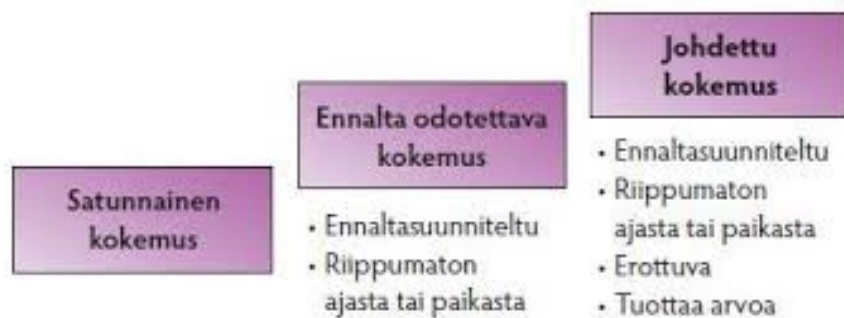 Satunnainen
kokemus
Ennalta odotettava
kokemus
• Ennaltasuunniteltu
• Riippumaton
ajasta tai paikasta
Johdettu
kokemus
• Ennaltasuunniteltu
• Riippumaton
ajasta tai paikasta
• Erottuva
• Tuottaa arvoa